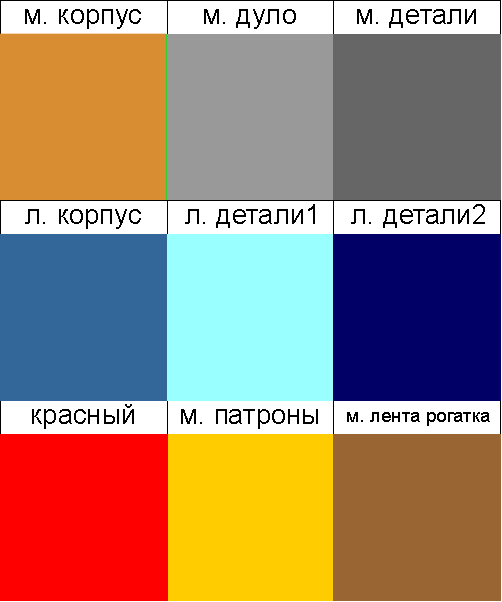 м. корпус
м. дуло
м. детали
л. корпус
л. детали1
л. детали2
красный
м. патроны
м. лента рогатка